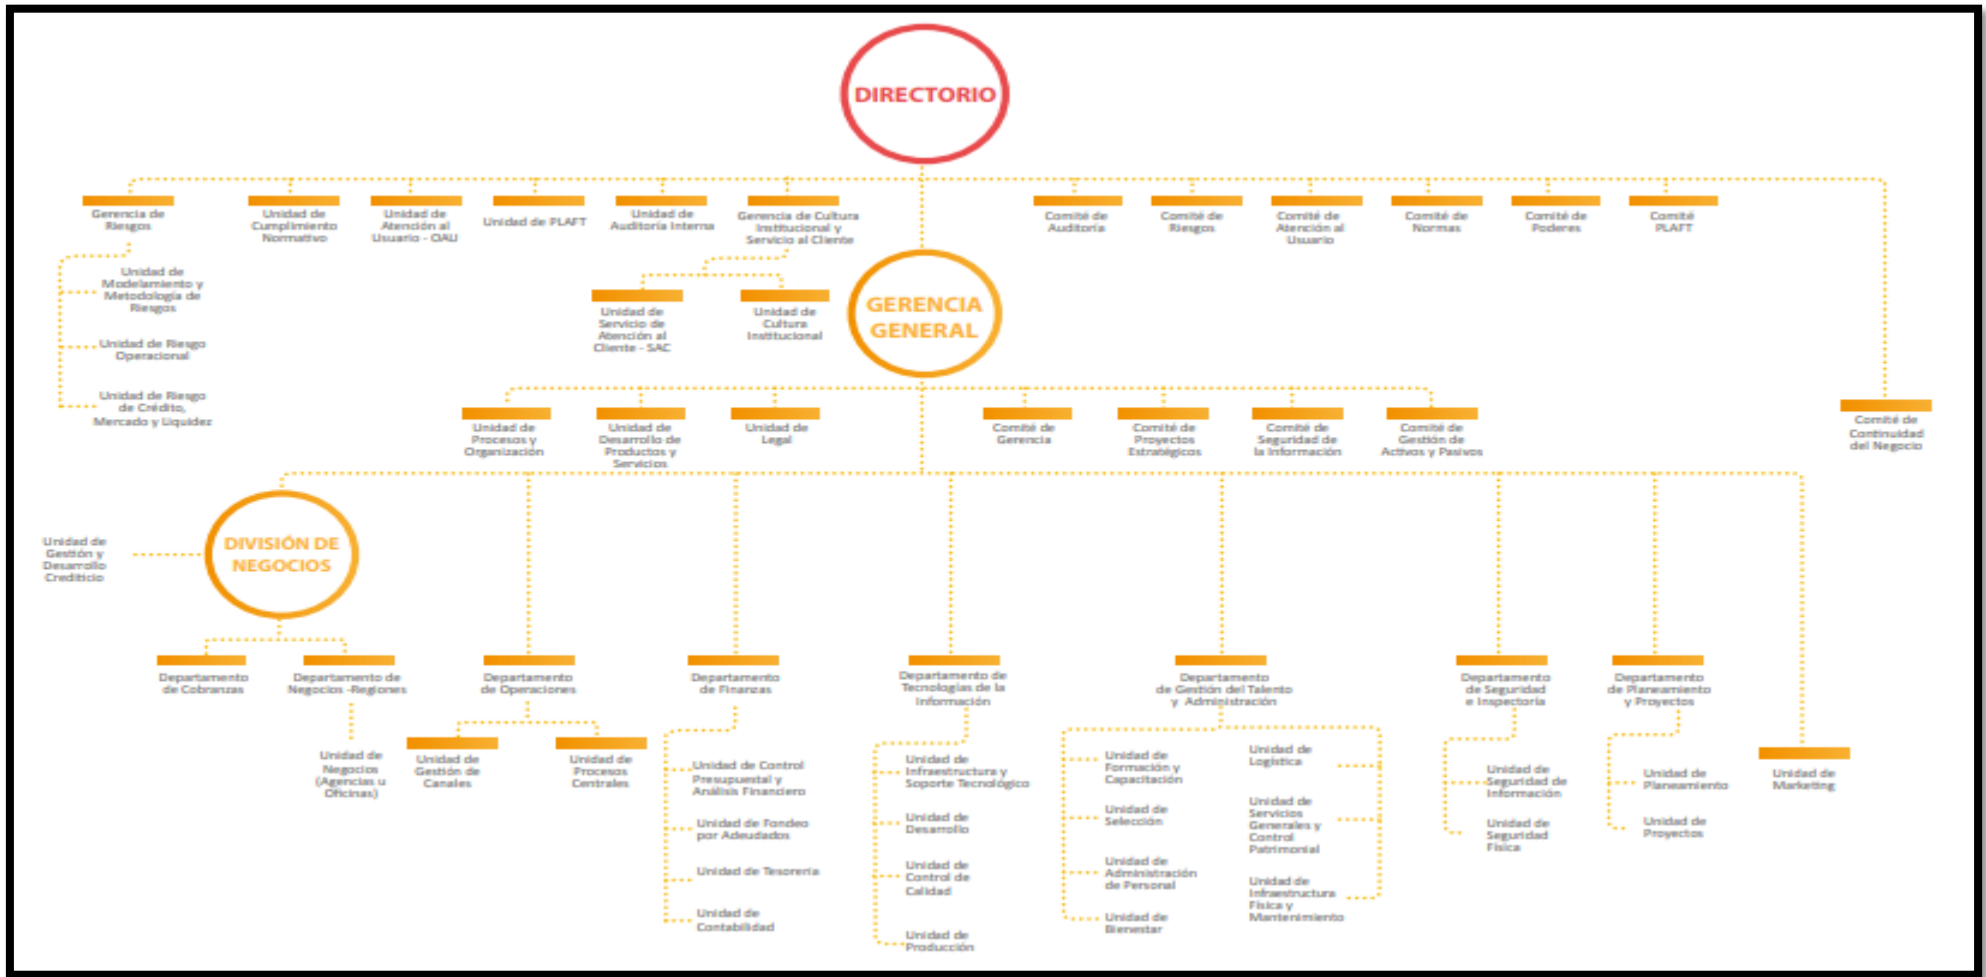 DIRECTORIO
Gerencia de
Riesgos
Unidad de
Cumplimiento
Normativo
Unidad de
Atención al
Usuario - OAU
Unidad de PLAFT
Unidad de
Auditoría Interna
Gerencia de Cultura
Institucional y
Servicio al Cliente
Comité de
Auditoría
Comité de
Riesgos
Comité de
Atención al
Usuario
Comité de
Normas
Comité de
Poderes
Comité
PLAFT
Unidad de
Modelamiento y
Metodología de
Riesgos
Unidad de Riesgo
Operacional
Unidad de Riesgo
de Crédito,
Mercado y Liquidez
Unidad de
Servicio de
Atención al
Cliente - SAC
Unidad de
Cultura
Institucional
GERENCIA
GENERAL
Unidad de
Procesos y
Organización
Unidad de
Desarrollo de
Productos y
Servicios
Unidad de
Legal
Comité de
Gerencia
Comité de
Proyectos
Estratégicos
Comité de
Seguridad de
la Información
Comité de
Gestión de
Activos y Pasivos
Comité de
Continuidad
del Negocio
Unidad de
Gestión y
Desarrollo
Crediticio
DIVISIÓN DE
NEGOCIOS
Departamento
de Cobranzas
Departamento de
Negocios -Regiones
Departamento
de Operaciones
Departamento
de Finanzas
Departamento de
Tecnologías de la
Información
Departamento
de Gestión del Talento
y Administración
Departamento
de Seguridad
e Inspectoría
Departamento
de Planeamiento
y Proyectos
Unidad de
Negocios
(Agencias u
Oficinas)
Unidad de
Gestión de
Canales
Unidad de
Procesos
Centrales
Unidad de Control
Presupuestal y
Análisis Financiero
Unidad de Fondeo
por Adeudados
Unidad de Tesorería
Unidad de
Contabilidad
Unidad de
Infraestructura y
Soporte Tecnológico
Unidad de
Desarrollo
Unidad de
Control de
Calidad
Unidad de
Producción
Unidad de
Formación y
Capacitación
Unidad de
Selección
Unidad de
Administración
de Personal
Unidad de
Bienestar
Unidad de
Logística
Unidad de
Servicios
Generales y
Control
Patrimonial
Unidad de
Infraestructura
Física y
Mantenimiento
Unidad de
Seguridad de
Información
Unidad de
Seguridad
Física
Unidad de
Planeamiento
Unidad de
Proyectos
Unidad de
Marketing